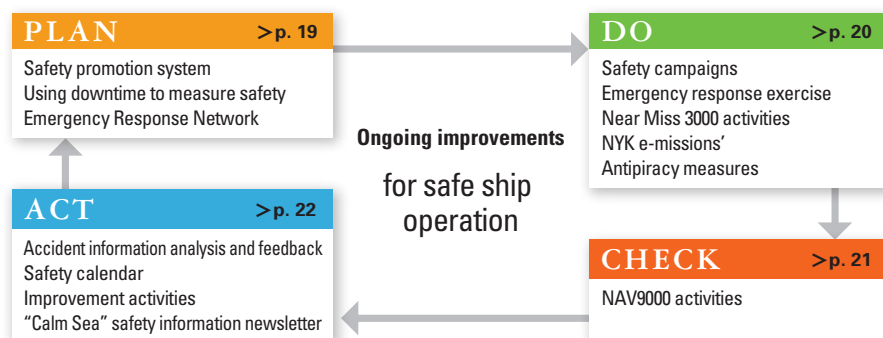 PLAN >p. 19
Safety promotion system
Using downtime to measure safety
Emergency Response Network
DO >p. 20
Safety campaigns
Emergency response exercise
Near Miss 3000 activities
NYK e-missions’
Antipiracy measures
Ongoing improvements
for safe ship
operation
CHECK >p. 21
NAV9000 activities
ACT >p. 22
Accident information analysis and feedback
Safety calendar
Improvement activities
“Calm Sea” safety information newsletter